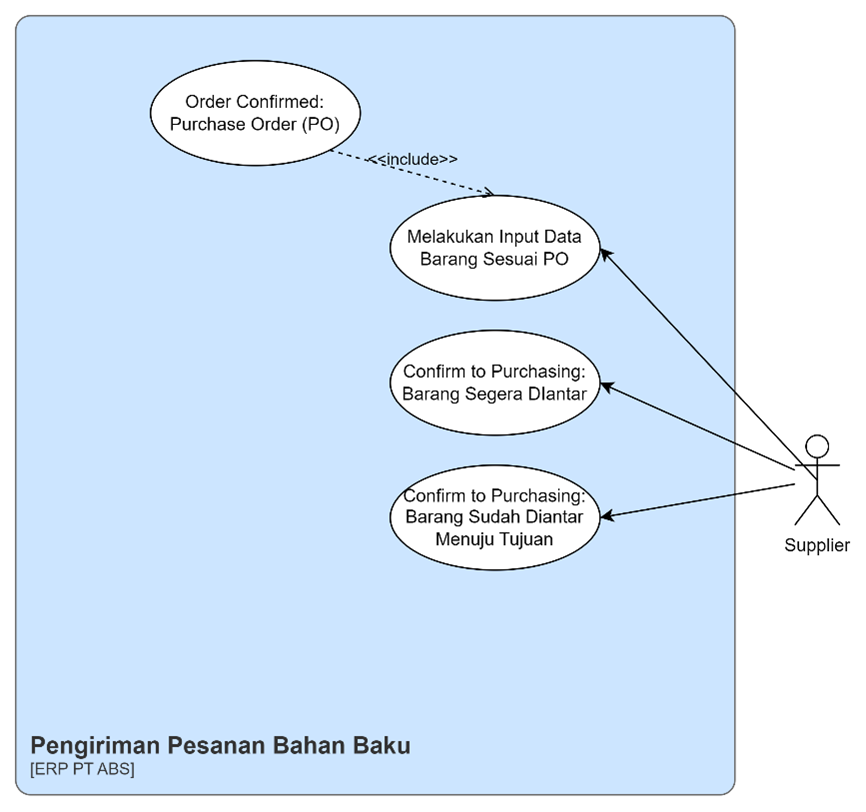 Order Confirmed:
Purchase Order (PO)
<<include>>
Melakukan Input Data
Barang Sesuai PO
Confirm to Purchasing:
Barang Segera DIantar
Confirm to Purchasing:
Barang Sudah Diantar
Menuju Tujuan
Supplier
Pengiriman Pesanan Bahan Baku
[ERP PT ABS]